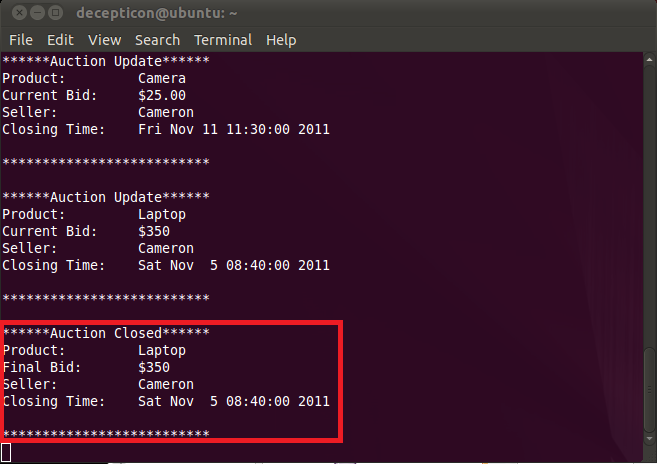 decepticon@ubuntu: ~
File Edit View Search Terminal Help
******Auction Update******
Product:         Camera
Current Bid:     $25.00
Seller:          Cameron
Closing Time:    Fri Nov 11 11:30:00 2011
**************************
******Auction Update******
Product:         Laptop
Current Bid:     $350
Seller:          Cameron
Closing Time:    Sat Nov  5 08:40:00 2011
**************************
******Auction Closed******
Product:         Laptop
Final Bid:       $350
Seller:          Cameron
Closing Time:    Sat Nov  5 08:40:00 2011
**************************